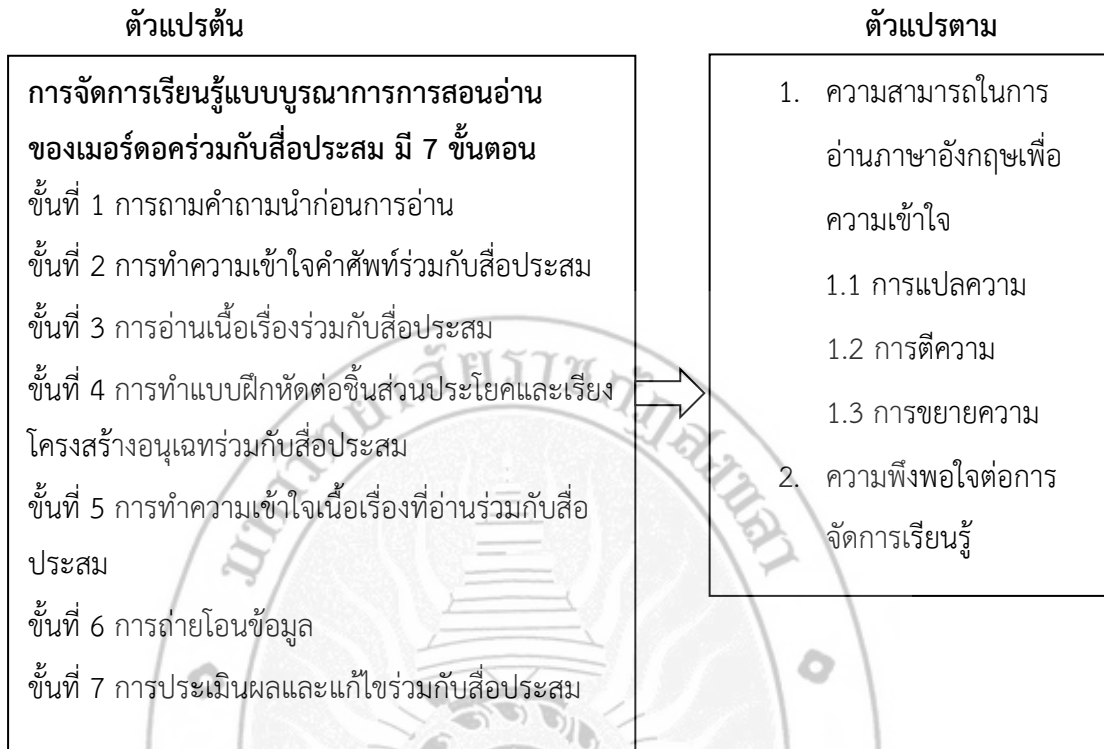 ตัวแปรต้น
การจัดการเรียนรู้แบบบูรณาการการสอนอ่าน
ของเมอร์ดอคร่วมกับสื่อประสม มี 7 ขั้นตอน
ขั้นที่ 1 การถามคำถามนำก่อนการอ่าน
ขั้นที่ 2 การทำความเข้าใจคำศัพท์ร่วมกับสื่อประสม
ขั้นที่ 3 การอ่านเนื้อเรื่องร่วมกับสื่อประสม
ขั้นที่ 4 การทำแบบฝึกหัดต่อชิ้นส่วนประโยคและเรียง
โครงสร้างอนุเฉทร่วมกับสื่อประสม
ขั้นที่ 5 การทำความเข้าใจเนื้อเรื่องที่อ่านร่วมกับสื่อ
ประสม
ขั้นที่ 6 การถ่ายโอนข้อมูล
ขั้นที่ 7 การประเมินผลและแก้ไขร่วมกับสื่อประสม
ตัวแปรตาม
1. ความสามารถในการ
อ่านภาษาอังกฤษเพื่อ
ความเข้าใจ
1.1 การแปลความ
1.2 การตีความ
1.3 การขยายความ
2. ความพึงพอใจต่อการ
จัดการเรียนรู้
มหาวิทยาลัยราชภัฏสงขลา